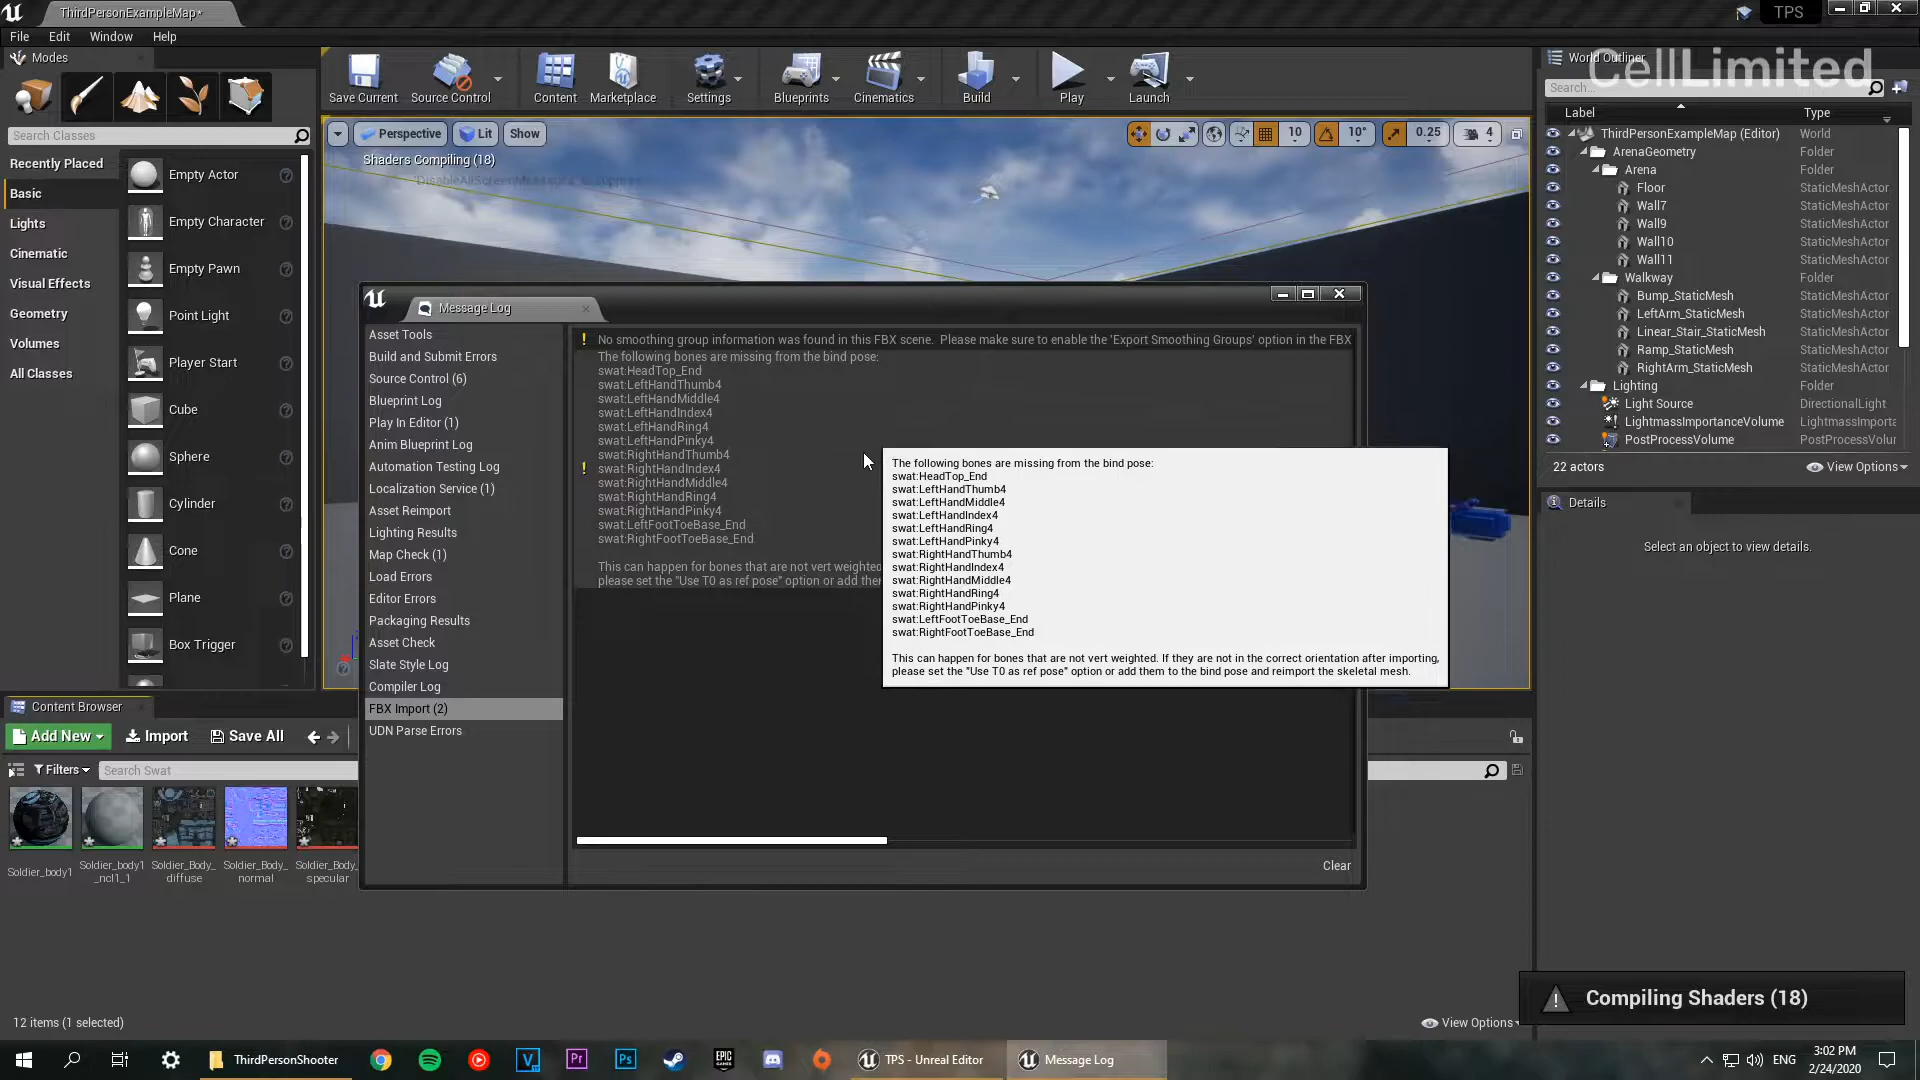 ThirdPersonExampleMap*
TPS
File Edit Window Help
Modes
Search Classes
Recently Placed
Basic
Lights
Cinematic
Visual Effects
Geometry
Volumes
All Classes
Empty Actor
Empty Character
Empty Pawn
Point Light
Player Start
Cube
Sphere
Cylinder
Cone
Plane
Box Trigger
Save Current
Source Control
Content
Marketplace
Settings
Blueprints
Cinematics
Build
Play
Launch
Perspective
Lit
Show
10
10°
0.25
4
Shaders Compiling (18)
Message Log
Asset Tools
Build and Submit Errors
Source Control (6)
Blueprint Log
Play In Editor (1)
Anim Blueprint Log
Automation Testing Log
Localization Service (1)
Asset Reimport
Lighting Results
Map Check (1)
Load Errors
Editor Errors
Packaging Results
Asset Check
Slate Style Log
Compiler Log
FBX Import (2)
UDN Parse Errors
No smoothing group information was found in this FBX scene. Please make sure to enable the 'Export Smoothing Groups' option in the FBX
The following bones are missing from the bind pose:
swat:HeadTop_End
swat:LeftHandThumb4
swat:LeftHandMiddle4
swat:LeftHandIndex4
swat:LeftHandRing4
swat:LeftHandPinky4
swat:RightHandThumb4
swat:RightHandIndex4
swat:RightHandMiddle4
swat:RightHandRing4
swat:RightHandPinky4
swat:LeftFootToeBase_End
swat:RightFootToeBase_End
This can happen for bones that are not vert weighted
please set the "Use T0 as ref pose" option or add them
The following bones are missing from the bind pose:
swat:HeadTop_End
swat:LeftHandThumb4
swat:LeftHandMiddle4
swat:LeftHandIndex4
swat:LeftHandRing4
swat:LeftHandPinky4
swat:RightHandThumb4
swat:RightHandIndex4
swat:RightHandMiddle4
swat:RightHandRing4
swat:RightHandPinky4
swat:LeftFootToeBase_End
swat:RightFootToeBase_End
This can happen for bones that are not vert weighted. If they are not in the correct orientation after importing,
please set the "Use T0 as ref pose" option or add them to the bind pose and reimport the skeletal mesh.
Clear
World Outliner
CellLimited
Search...
Label Type
ThirdPersonExampleMap (Editor) World
ArenaGeometry Folder
Arena Folder
Floor StaticMeshActor
Wall7 StaticMeshActor
Wall9 StaticMeshActor
Wall10 StaticMeshActor
Wall11 StaticMeshActor
Walkway Folder
Bump_StaticMesh StaticMeshActor
LeftArm_StaticMesh StaticMeshActor
Linear_Stair_StaticMesh StaticMeshActor
Ramp_StaticMesh StaticMeshActor
RightArm_StaticMesh StaticMeshActor
Lighting Folder
Light Source DirectionalLight
LightmassImportanceVolume LightmassImporta
PostProcessVolume PostProcessVolur
22 actors
View Options
Details
Select an object to view details.
Content Browser
Add New
Import
Save All
Filters
Search Swat
Soldier_body1
Soldier_body1
_ncl1_1
Soldier_Body_
diffuse
Soldier_Body_
normal
Soldier_Body_
specular
12 items (1 selected)
View Options
Compiling Shaders (18)
ThirdPersonShooter
TPS - Unreal Editor
Message Log
ENG
3:02 PM
2/24/2020